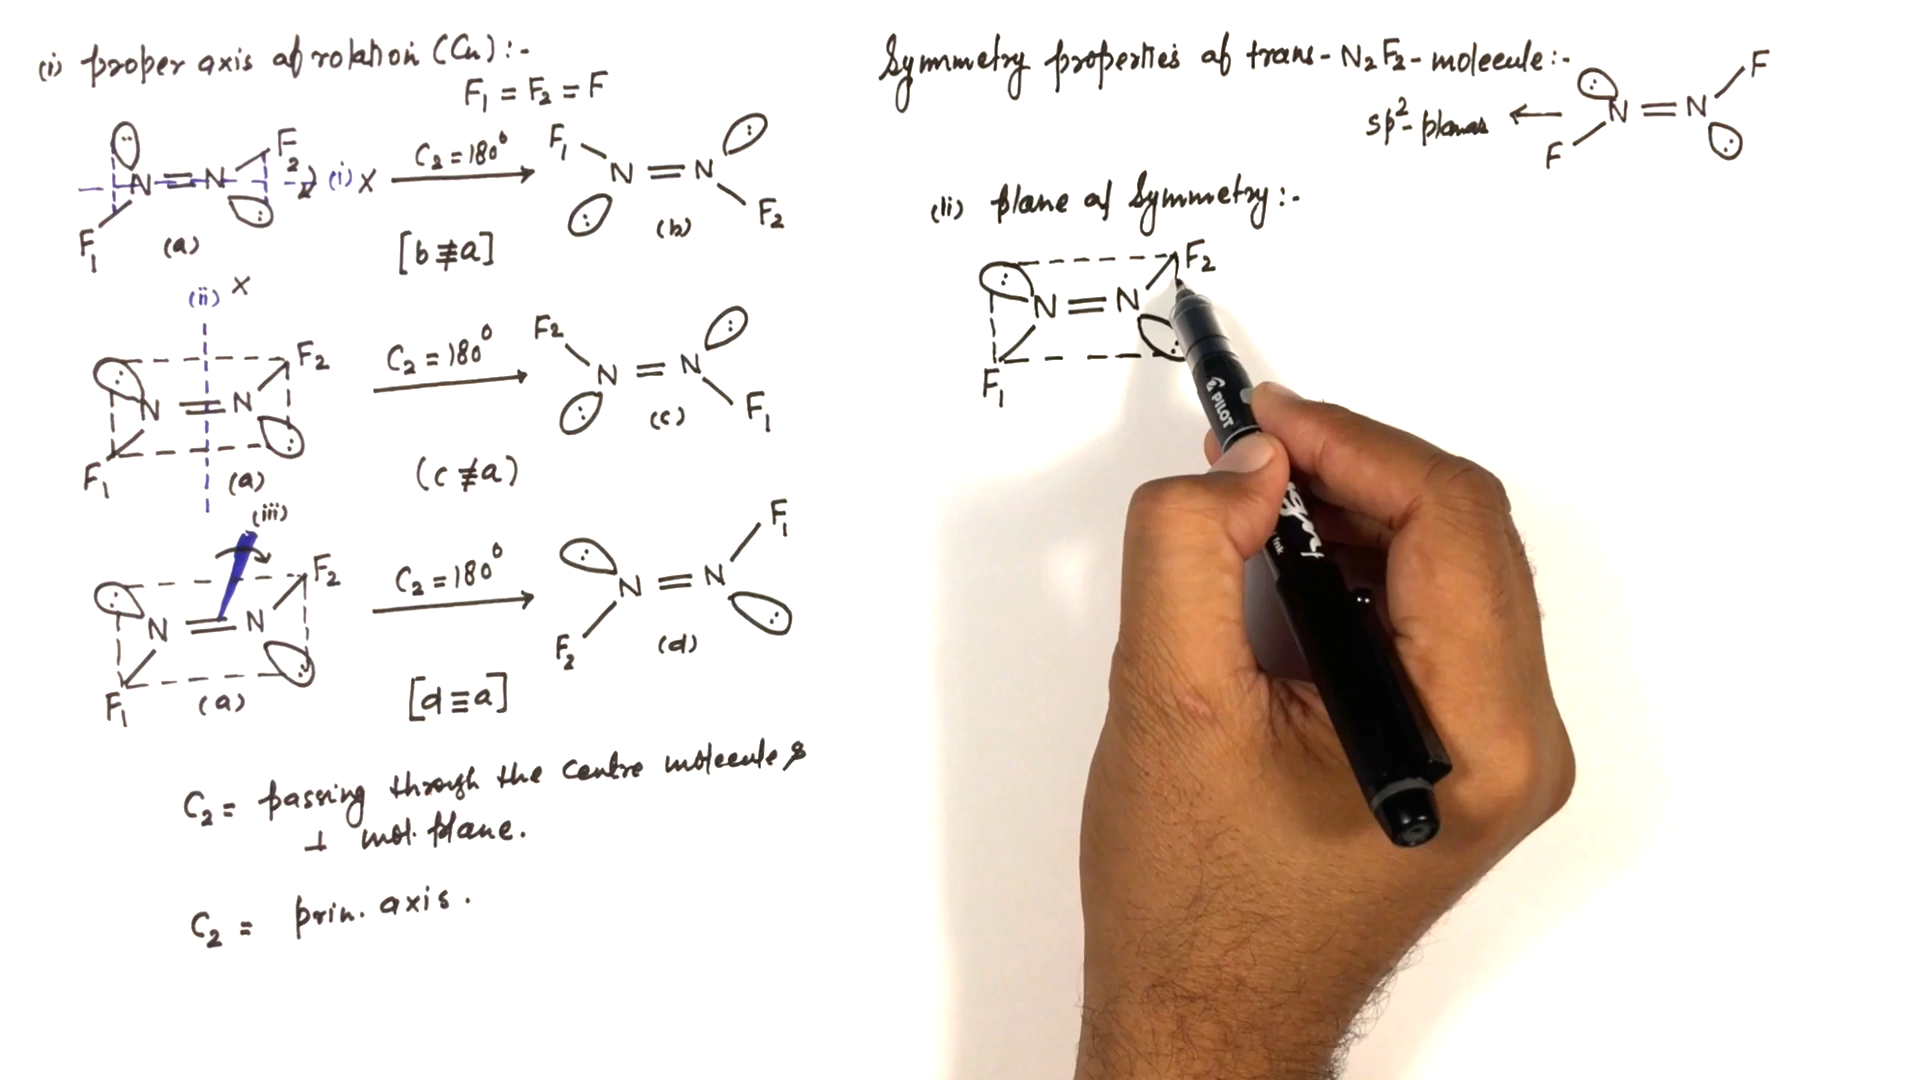 (i) proper axis of rotation (Cn):-
F1 = F2 = F
N = N F2 F1 (i) x
(a)
C2 = 180°
F1 N = N F2
(b)
[b ≢ a]
(ii) x
N = N F2 F1
(a)
C2 = 180°
F2 N = N F1
(c)
(c ≢ a)
(iii)
N = N F2 F1
(a)
C2 = 180°
F1 N = N F2
(d)
[d ≡ a]
C2 = passing through the centre molecule &
⊥ mol. plane.
C2 = prin. axis.
Symmetry properties of trans-N2F2-molecule:-
sp2-planar ← F N = N F
(ii) plane of Symmetry:-
N = N F2 F1
PILOT